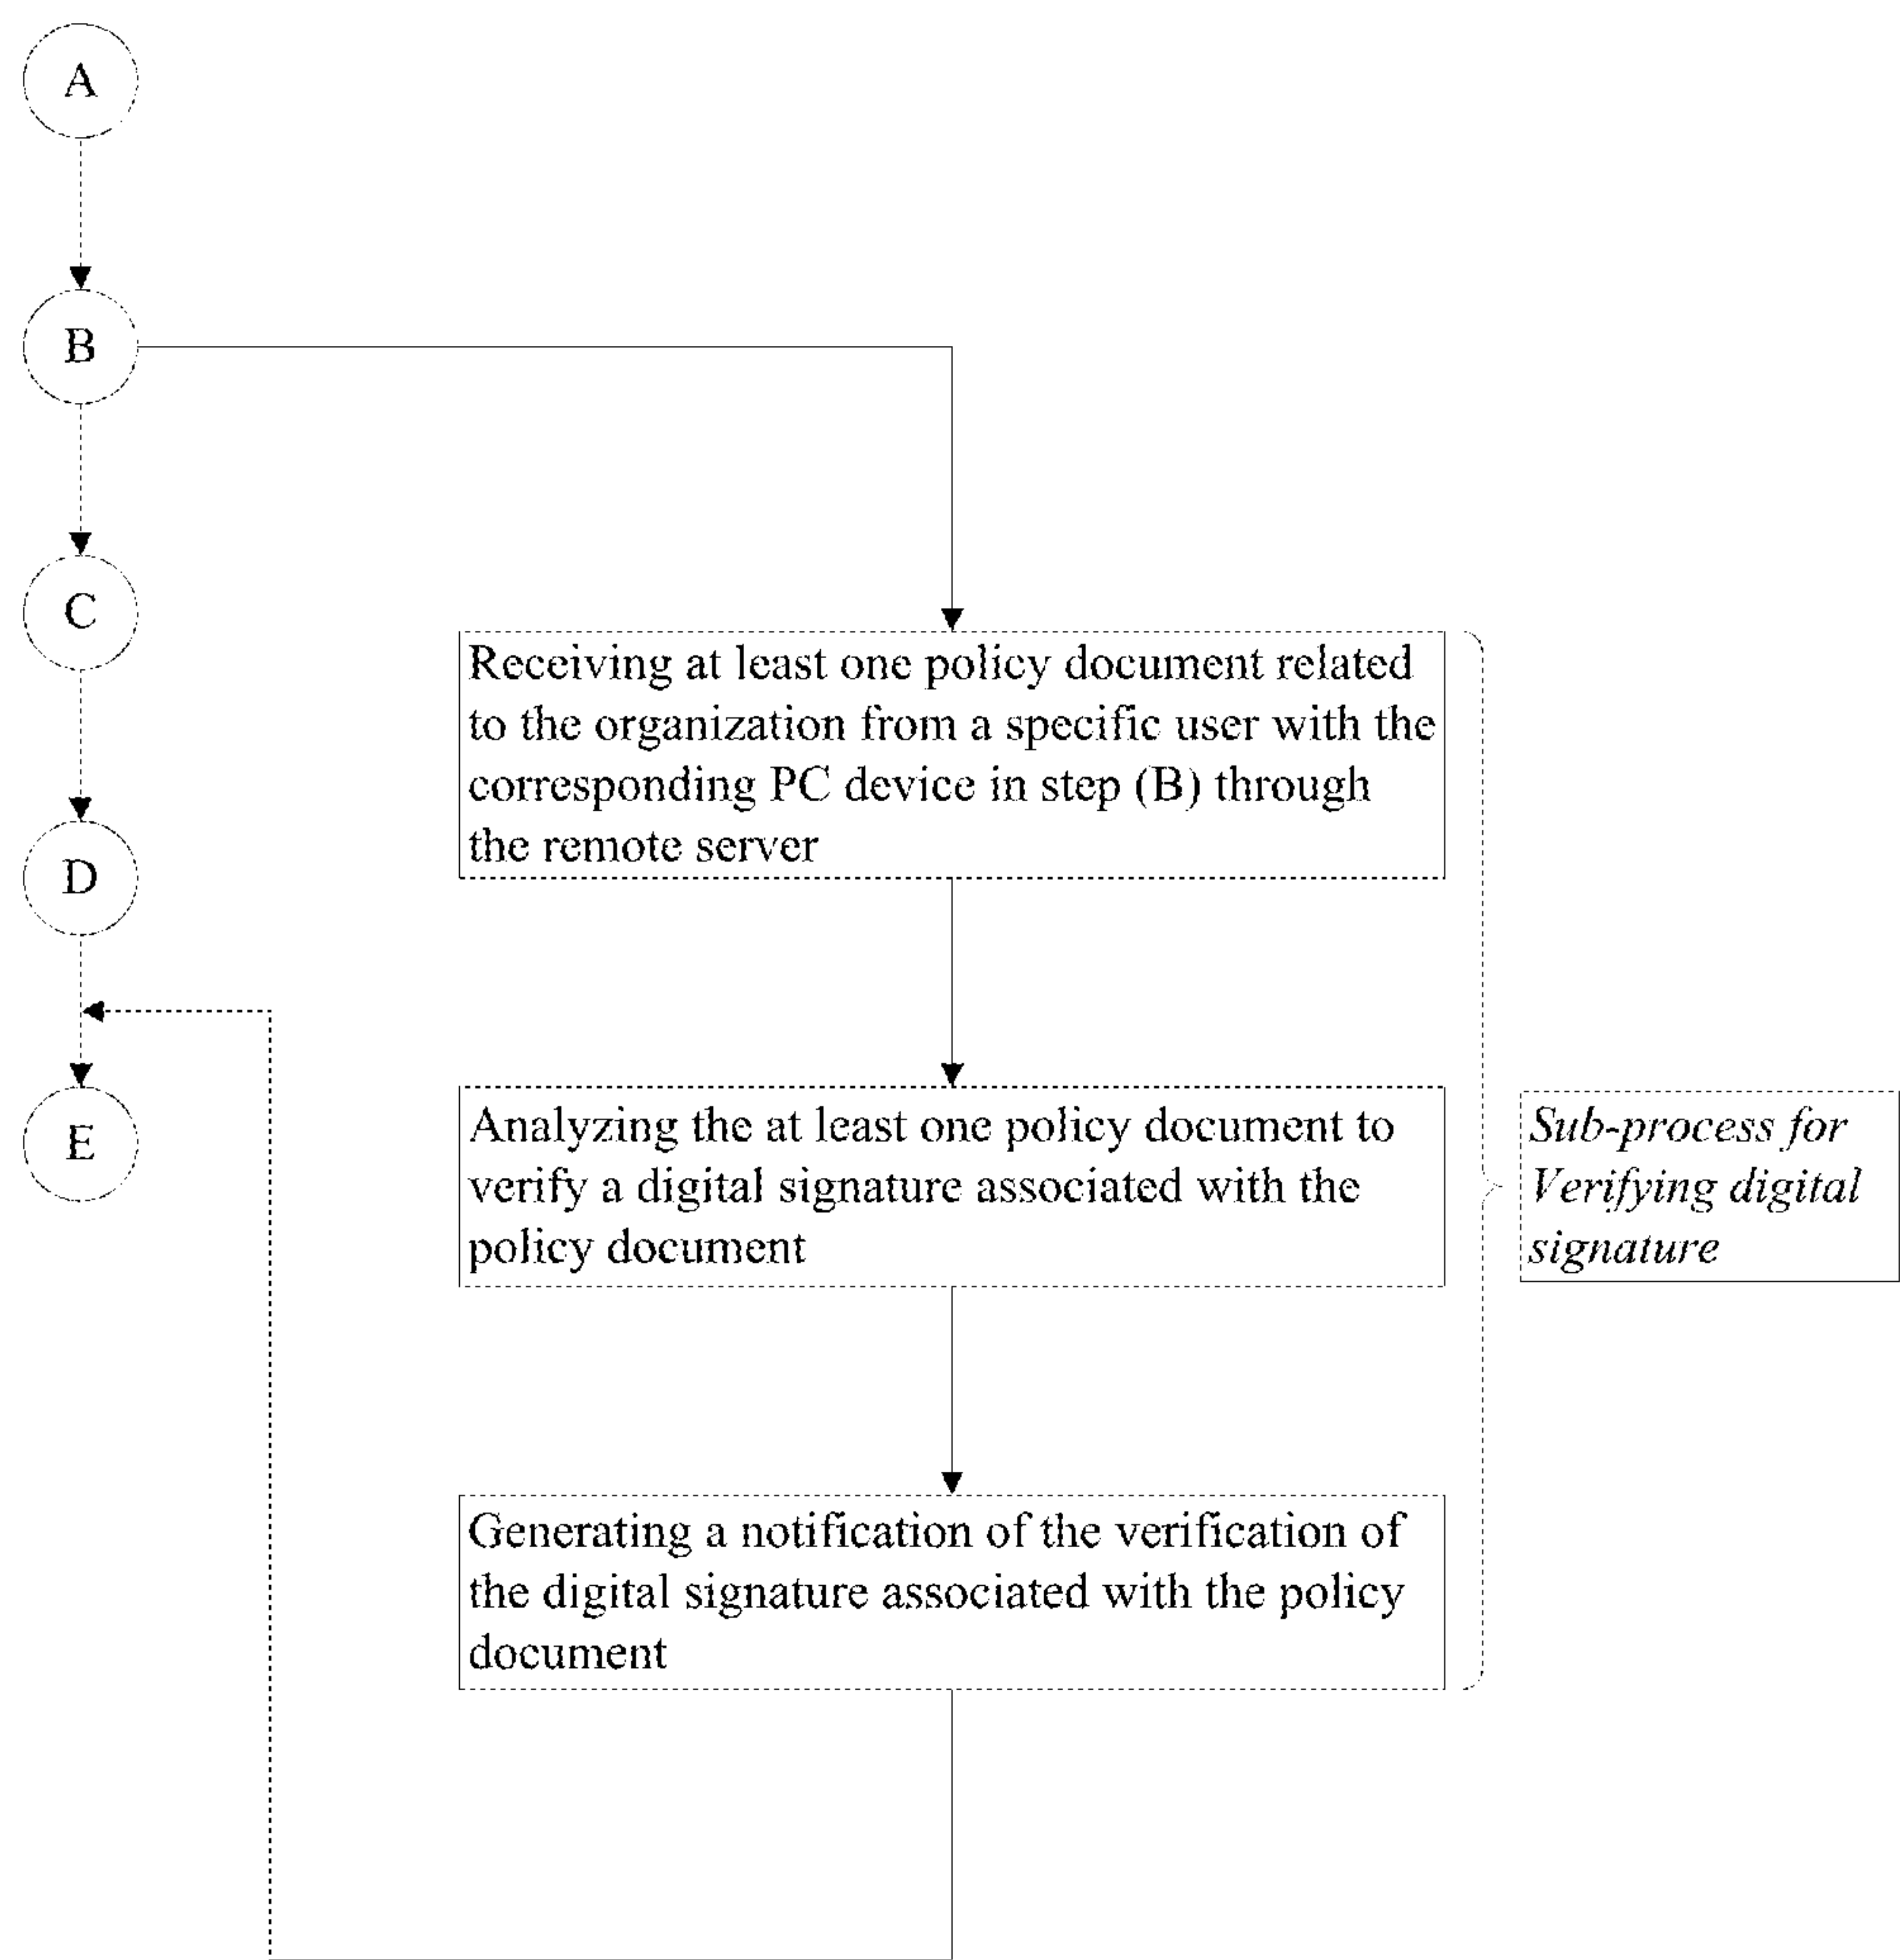 A
B
C
D
E
Receiving at least one policy document related
to the organization from a specific user with the
corresponding PC device in step (B) through
the remote server
Analyzing the at least one policy document to
verify a digital signature associated with the
policy document
Generating a notification of the verification of
the digital signature associated with the policy
document
Sub-process for
Verifying digital
signature